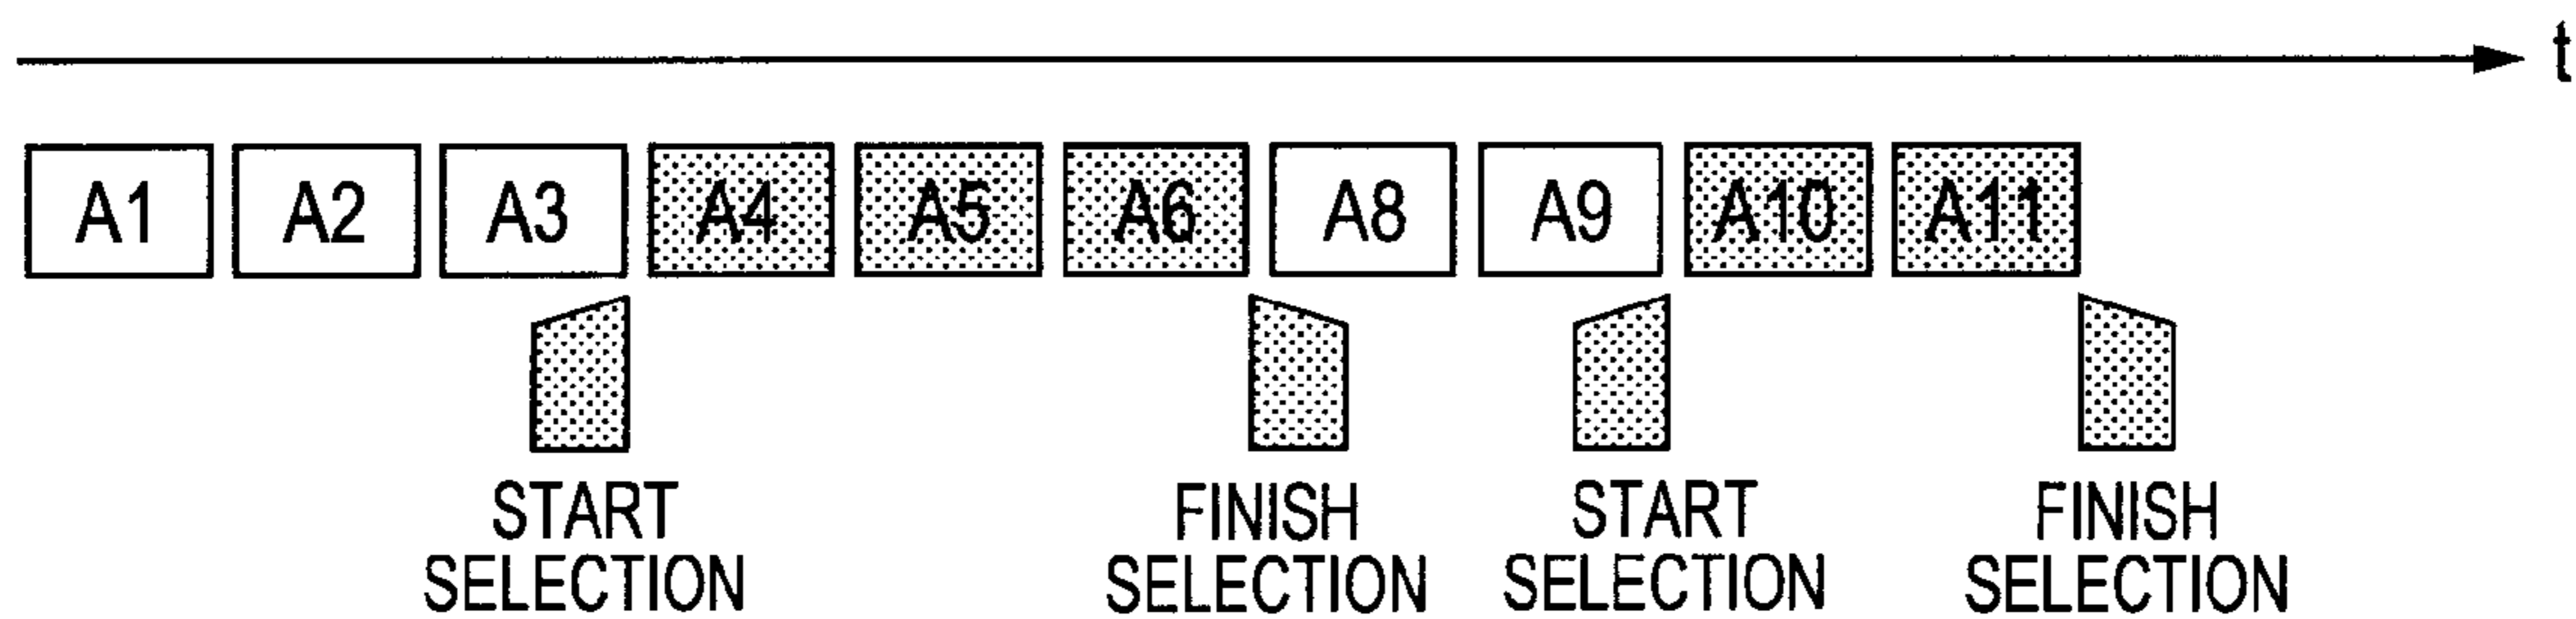 t
A1 A2 A3 A4 A5 A6 A8 A9 A10 A11
START FINISH START FINISH
SELECTION SELECTION SELECTION SELECTION